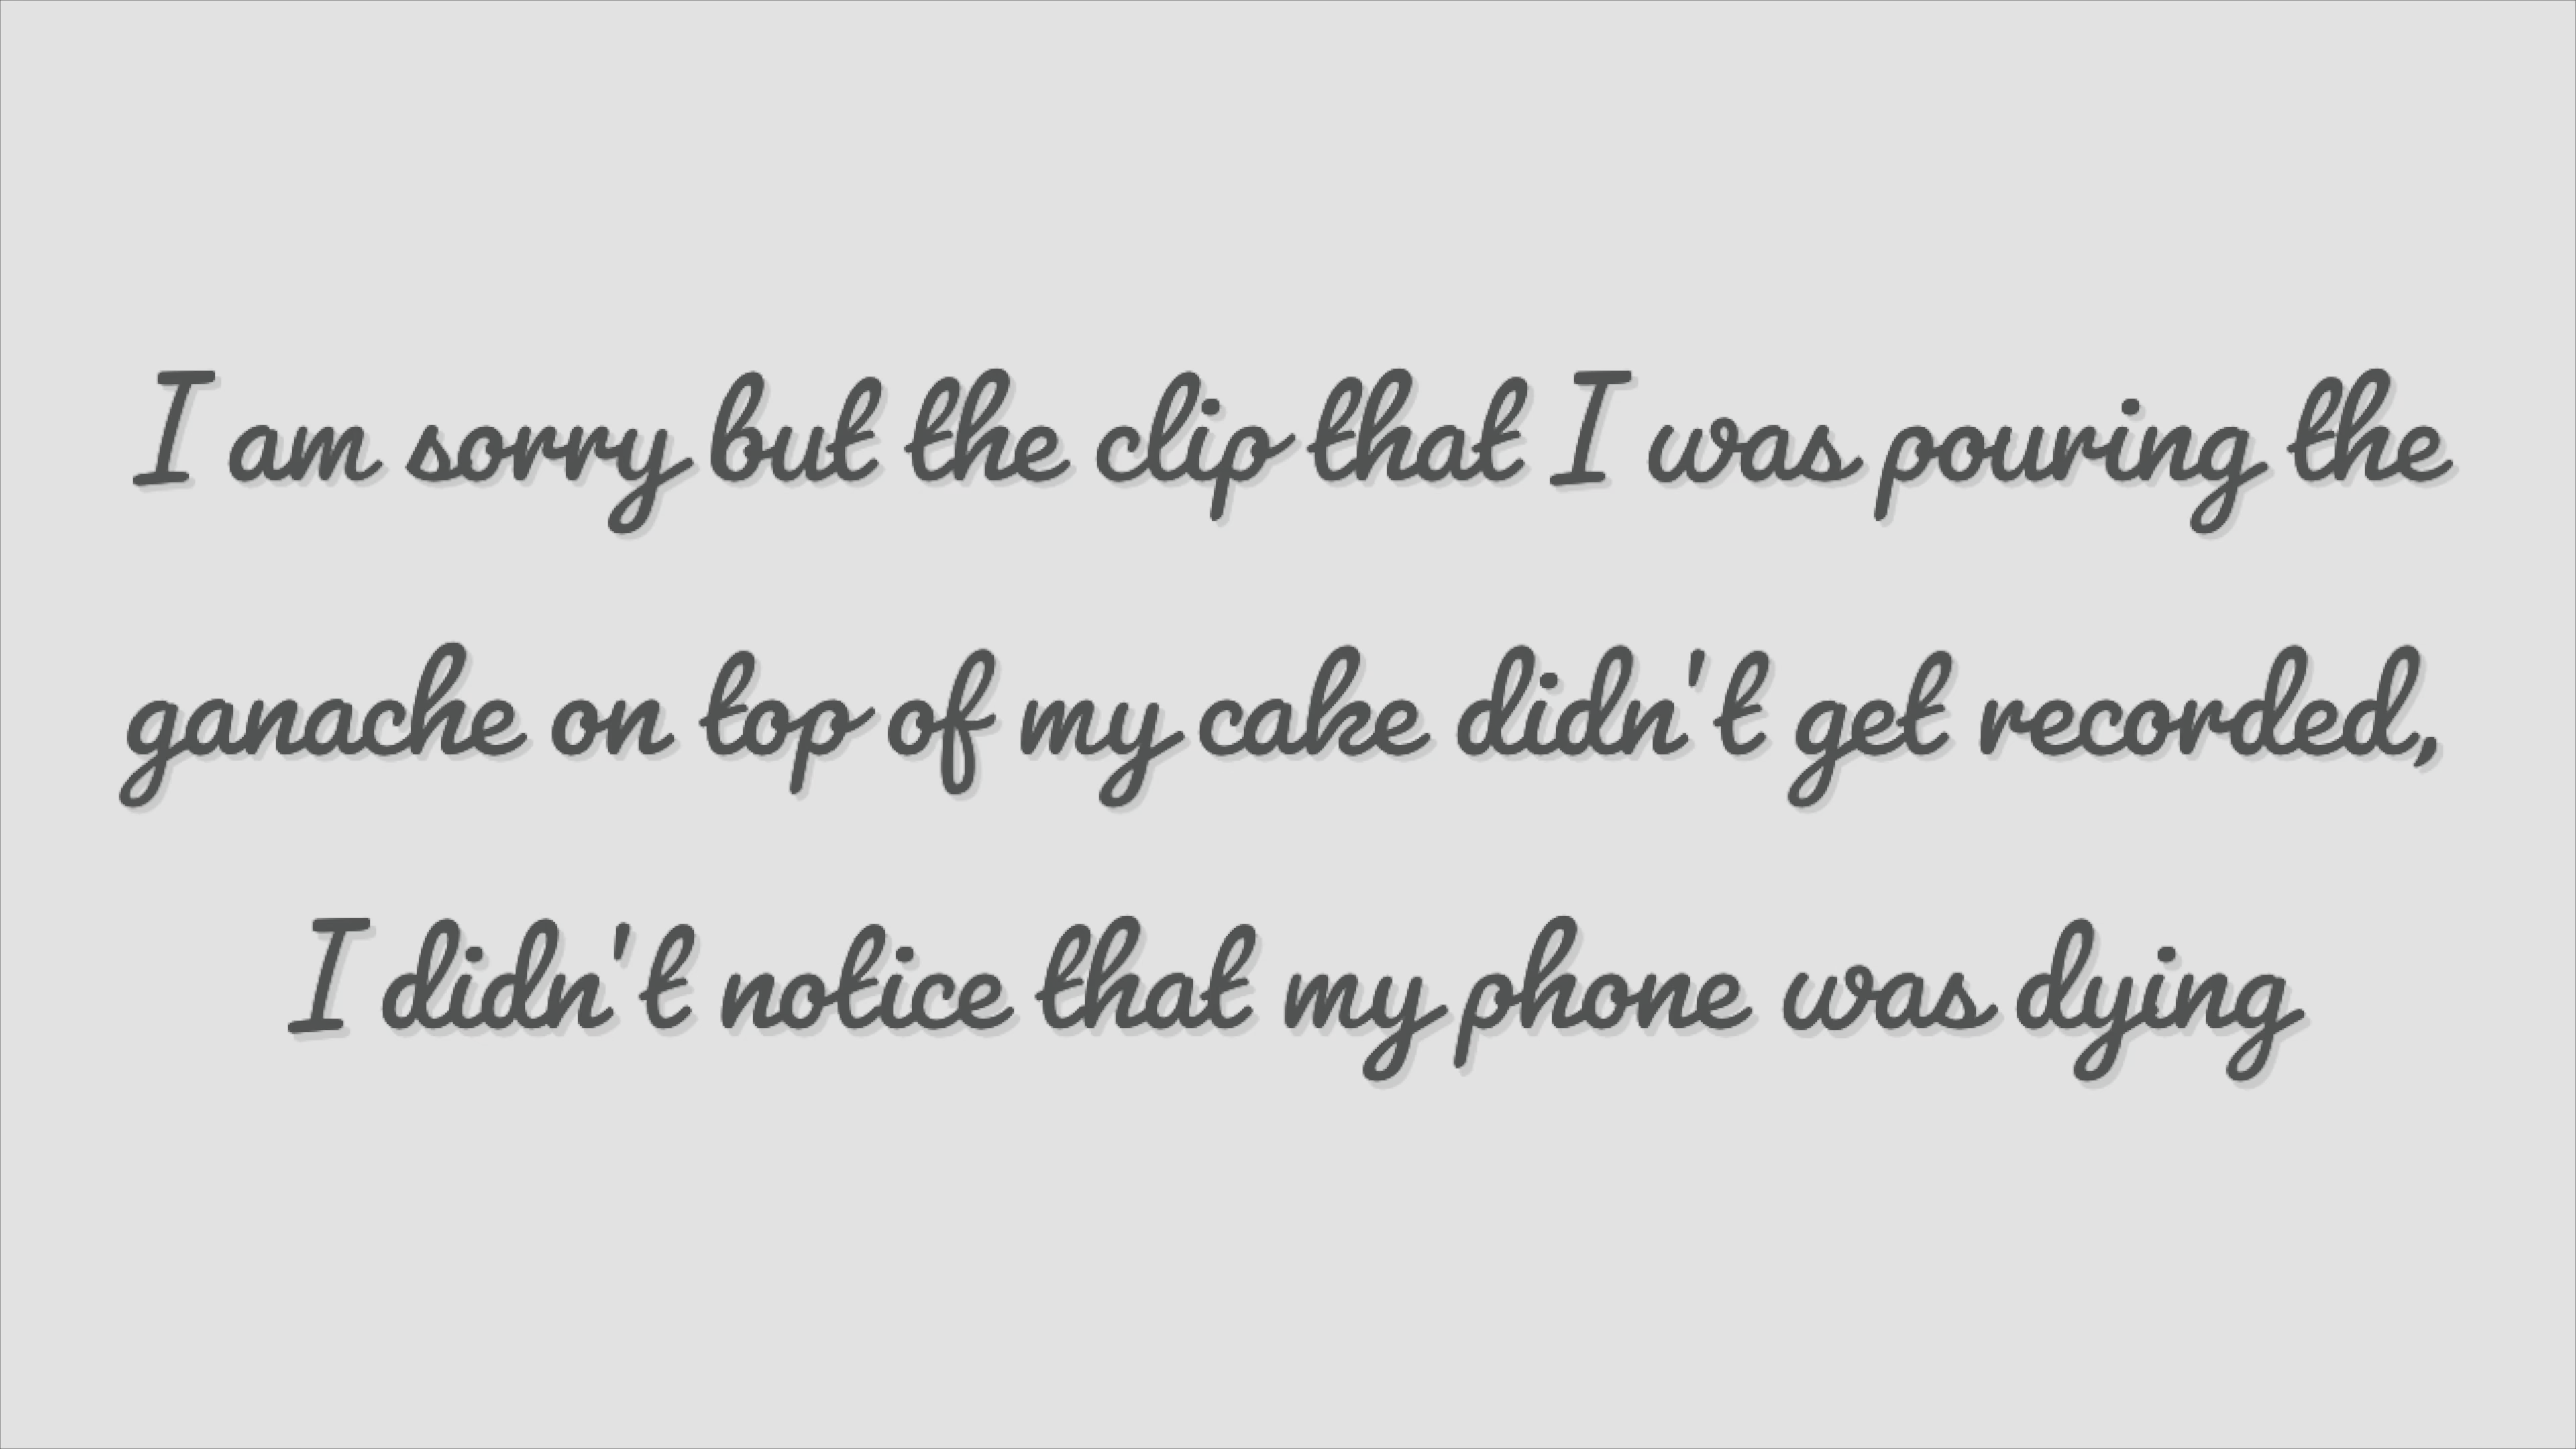 I am sorry but the clip that I was pouring the
ganache on top of my cake didn't get recorded,
I didn't notice that my phone was dying